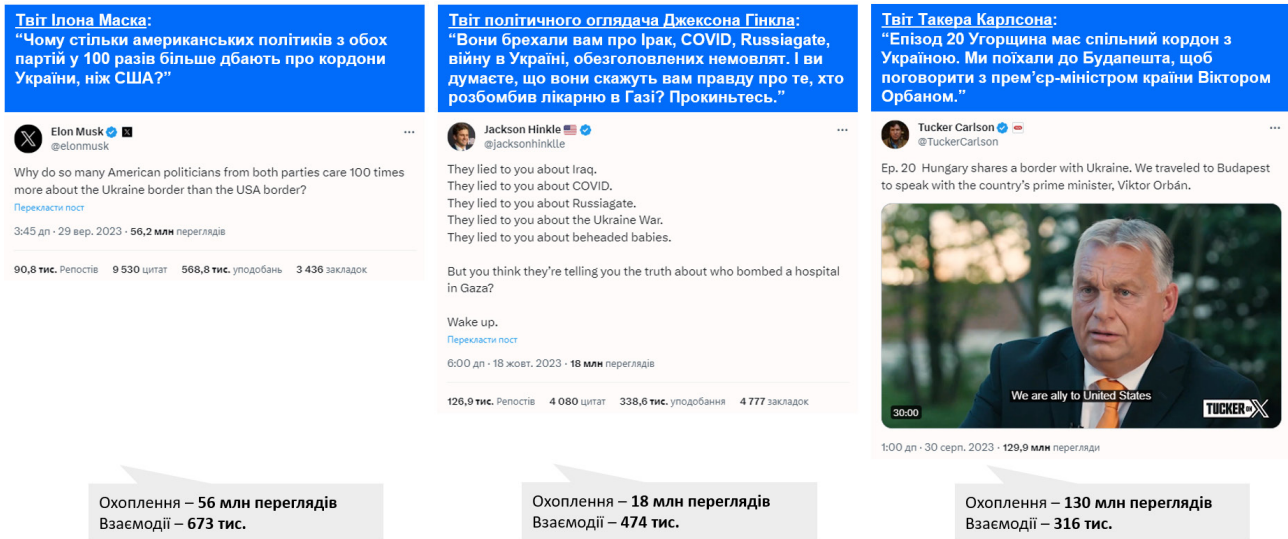 Твіт Ілона Маска:
“Чому стільки американських політиків з обох
партій у 100 разів більше дбають про кордони
України, ніж США?”
Elon Musk
@elonmusk
Why do so many American politicians from both parties care 100 times
more about the Ukraine border than the USA border?
Перекласти пост
3:45 дп · 29 вер. 2023 · 56,2 млн переглядів
90,8 тис. Репостів 9 530 цитат 568,8 тис. уподобань 3 436 закладок
Охоплення – 56 млн переглядів
Взаємодії – 673 тис.
Твіт політичного оглядача Джексона Гінкла:
“Вони брехали вам про Ірак, COVID, Russiagate,
війну в Україні, обезголовлених немовлят. І ви
думаєте, що вони скажуть вам правду про те, хто
розбомбив лікарню в Газі? Прокиньтесь.”
Jackson Hinkle
@jacksonhinklle
They lied to you about Iraq.
They lied to you about COVID.
They lied to you about Russiagate.
They lied to you about the Ukraine War.
They lied to you about beheaded babies.
But you think they’re telling you the truth about who bombed a hospital
in Gaza?
Wake up.
Перекласти пост
6:00 дп · 18 жовт. 2023 · 18 млн переглядів
126,9 тис. Репостів 4 080 цитат 338,6 тис. уподобання 4 777 закладок
Охоплення – 18 млн переглядів
Взаємодії – 474 тис.
Твіт Такера Карлсона:
“Епізод 20 Угорщина має спільний кордон з
Україною. Ми поїхали до Будапешта, щоб
поговорити з прем’єр-міністром країни Віктором
Орбаном.”
Tucker Carlson
@TuckerCarlson
Ep. 20 Hungary shares a border with Ukraine. We traveled to Budapest
to speak with the country’s prime minister, Viktor Orbán.
We are ally to United States
30:00
TUCKER ON X
1:00 дп · 30 серп. 2023 · 129,9 млн перегляди
Охоплення – 130 млн переглядів
Взаємодії – 316 тис.